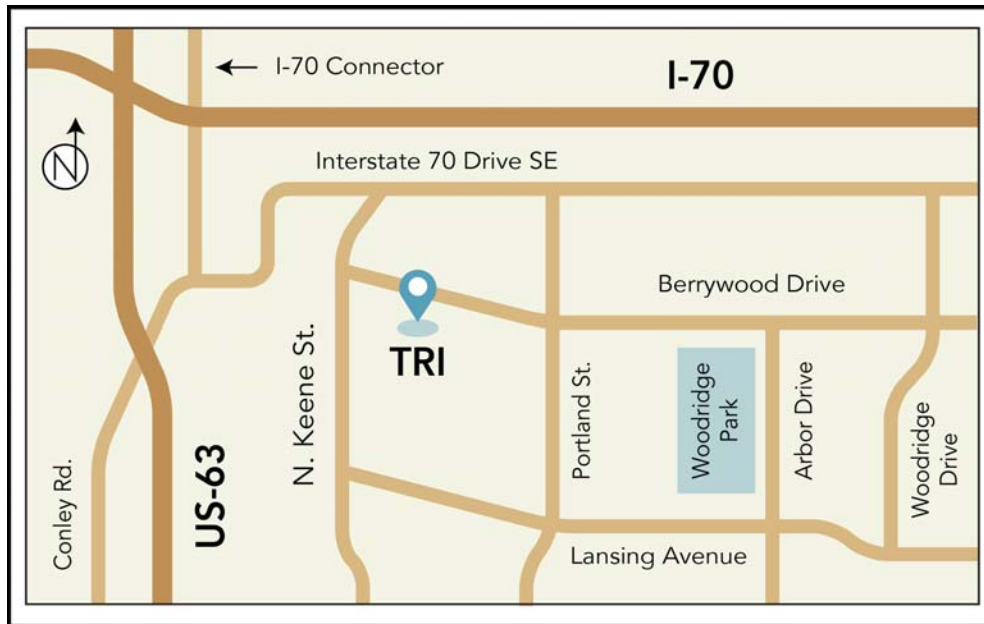 I-70 Connector
I-70
N
Interstate 70 Drive SE
Berrywood Drive
N. Keene St.
TRI
Portland St.
Woodridge
Park
Arbor Drive
Woodridge
Drive
Conley Rd.
US-63
Lansing Avenue